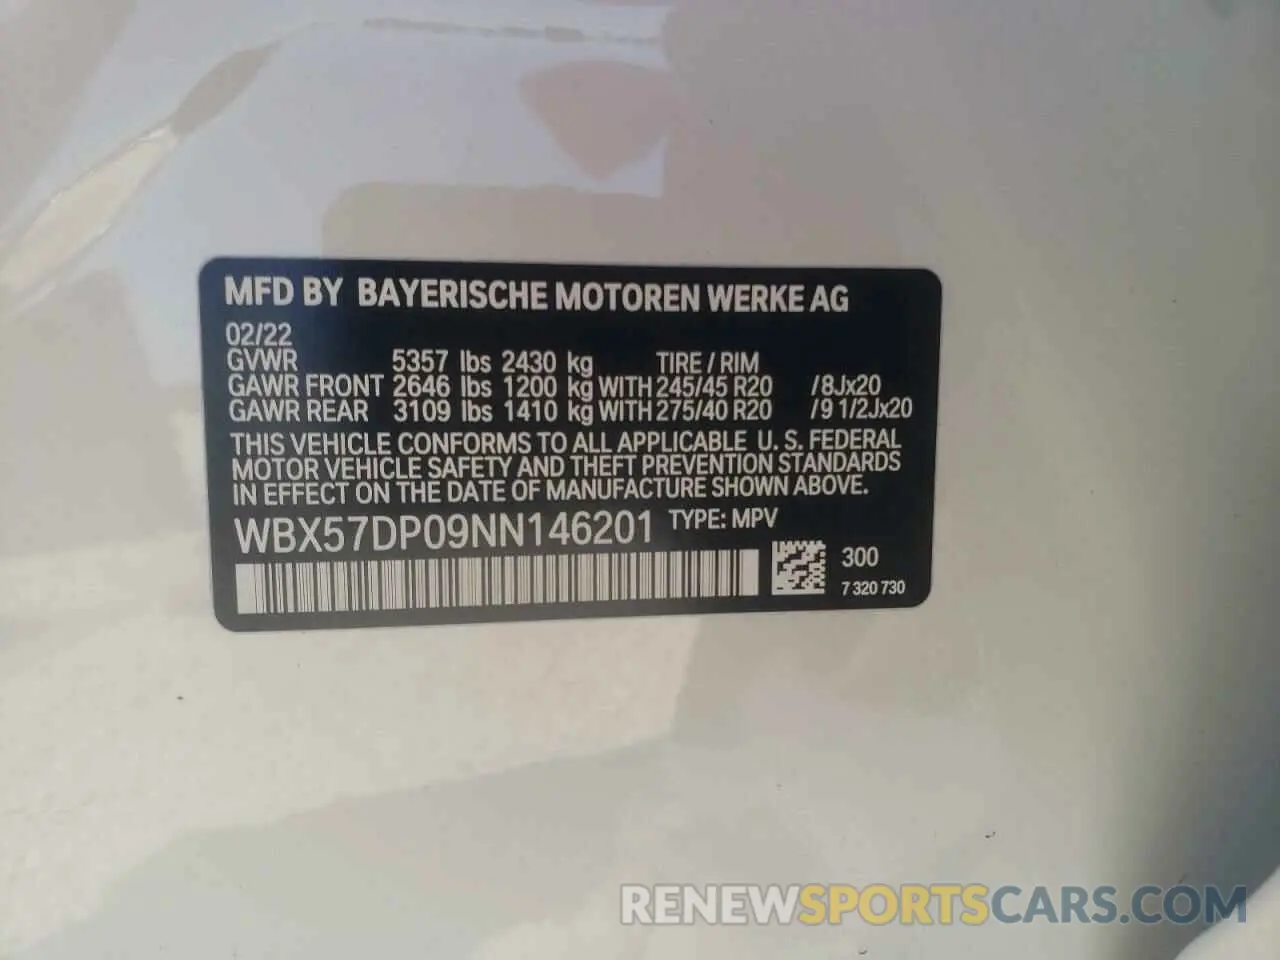 MFD BY BAYERISCHE MOTOREN WERKE AG
02/22
GVWR 5357 lbs 2430 kg TIRE / RIM
GAWR FRONT 2646 lbs 1200 kg WITH 245/45 R20 /8Jx20
GAWR REAR 3109 lbs 1410 kg WITH 275/40 R20 /9 1/2Jx20
THIS VEHICLE CONFORMS TO ALL APPLICABLE U. S. FEDERAL
MOTOR VEHICLE SAFETY AND THEFT PREVENTION STANDARDS
IN EFFECT ON THE DATE OF MANUFACTURE SHOWN ABOVE.
WBX57DP09NN146201 TYPE: MPV
300
7 320 730
RENEWSPORTSCARS.COM